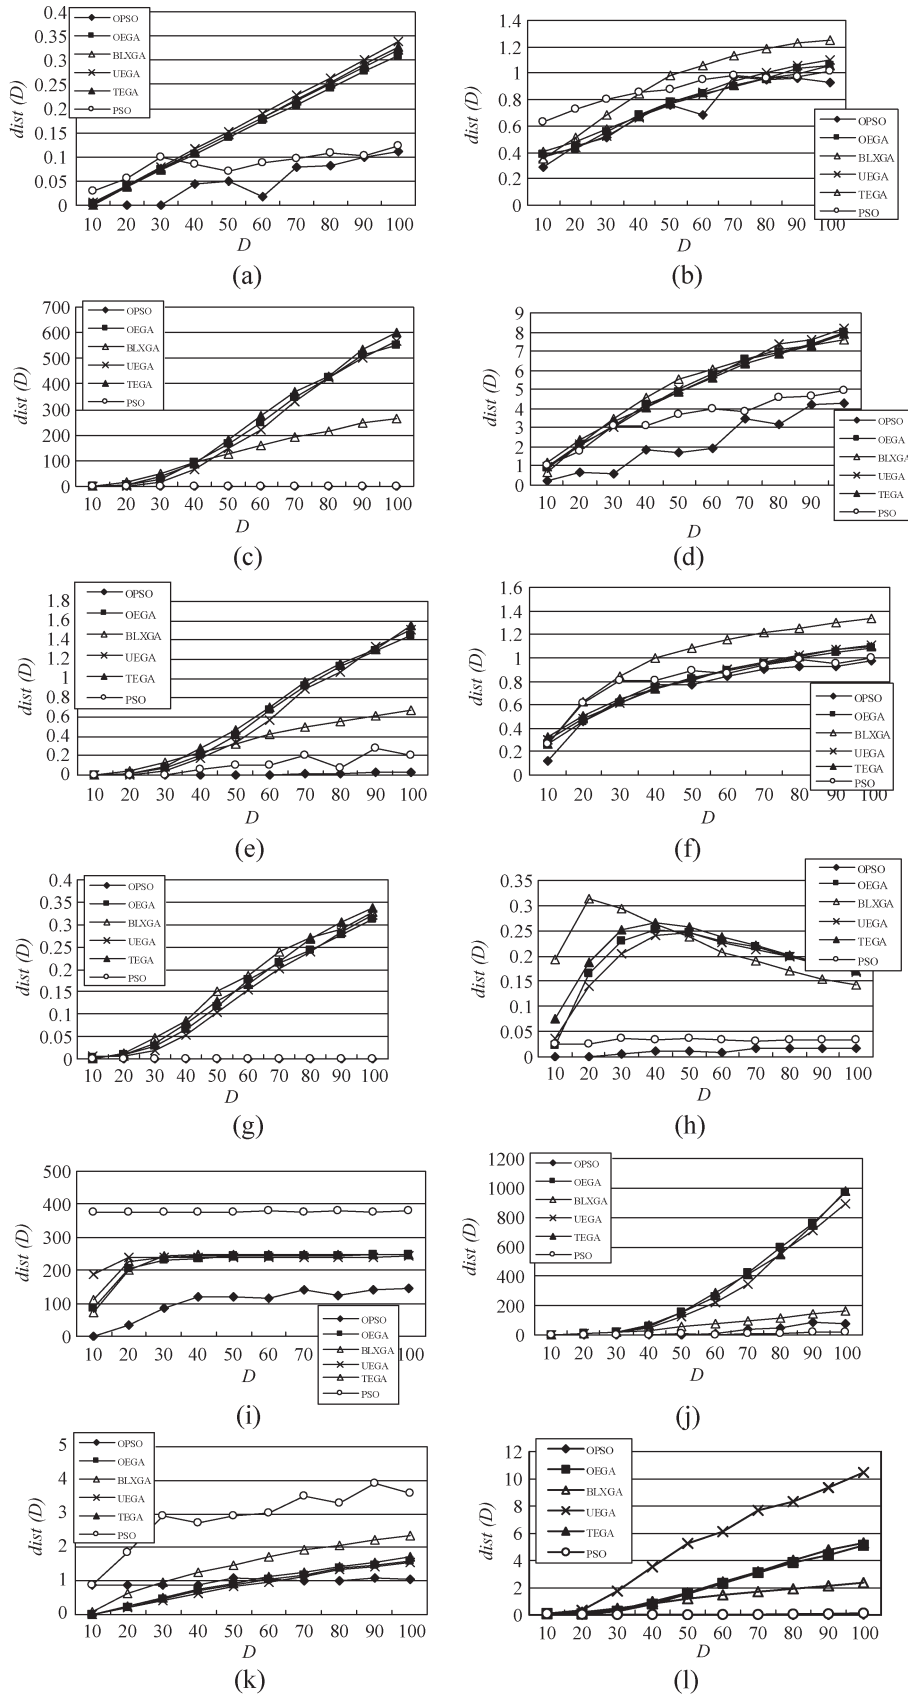 dist (D)
0.4
0.35
0.3
0.25
0.2
0.15
0.1
0.05
0
OPSO
OEGA
BLXGA
UEGA
TEGA
PSO
10 20 30 40 50 60 70 80 90 100
D
(a)
dist (D)
1.4
1.2
1
0.8
0.6
0.4
0.2
0
OPSO
OEGA
BLXGA
UEGA
TEGA
PSO
10 20 30 40 50 60 70 80 90 100
D
(b)
dist (D)
700
600
500
400
300
200
100
0
OPSO
OEGA
BLXGA
UEGA
TEGA
PSO
10 20 30 40 50 60 70 80 90 100
D
(c)
dist (D)
9
8
7
6
5
4
3
2
1
0
OPSO
OEGA
BLXGA
UEGA
TEGA
PSO
10 20 30 40 50 60 70 80 90
D
(d)
dist (D)
1.8
1.6
1.4
1.2
1
0.8
0.6
0.4
0.2
0
OPSO
OEGA
BLXGA
UEGA
TEGA
PSO
10 20 30 40 50 60 70 80 90 100
D
(e)
dist (D)
1.6
1.4
1.2
1
0.8
0.6
0.4
0.2
0
OPSO
OEGA
BLXGA
UEGA
TEGA
PSO
10 20 30 40 50 60 70 80 90 100
D
(f)
dist (D)
0.4
0.35
0.3
0.25
0.2
0.15
0.1
0.05
0
OPSO
OEGA
BLXGA
UEGA
TEGA
PSO
10 20 30 40 50 60 70 80 90 100
D
(g)
dist (D)
0.35
0.3
0.25
0.2
0.15
0.1
0.05
0
OPSO
OEGA
BLXGA
UEGA
TEGA
PSO
10 20 30 40 50 60 70 80 90 100
D
(h)
dist (D)
500
400
300
200
100
0
OPSO
OEGA
BLXGA
UEGA
TEGA
PSO
10 20 30 40 50 60 70 100
D
(i)
dist (D)
1200
1000
800
600
400
200
0
OPSO
OEGA
BLXGA
UEGA
TEGA
PSO
10 20 30 40 50 60 70 80 90 100
D
(j)
dist (D)
5
4
3
2
1
0
OPSO
OEGA
BLXGA
UEGA
TEGA
PSO
10 20 30 40 50 60 70 80 90 100
D
(k)
dist (D)
12
10
8
6
4
2
0
OPSO
OEGA
BLXGA
UEGA
TEGA
PSO
10 20 30 40 50 60 70 80 90 100
D
(l)